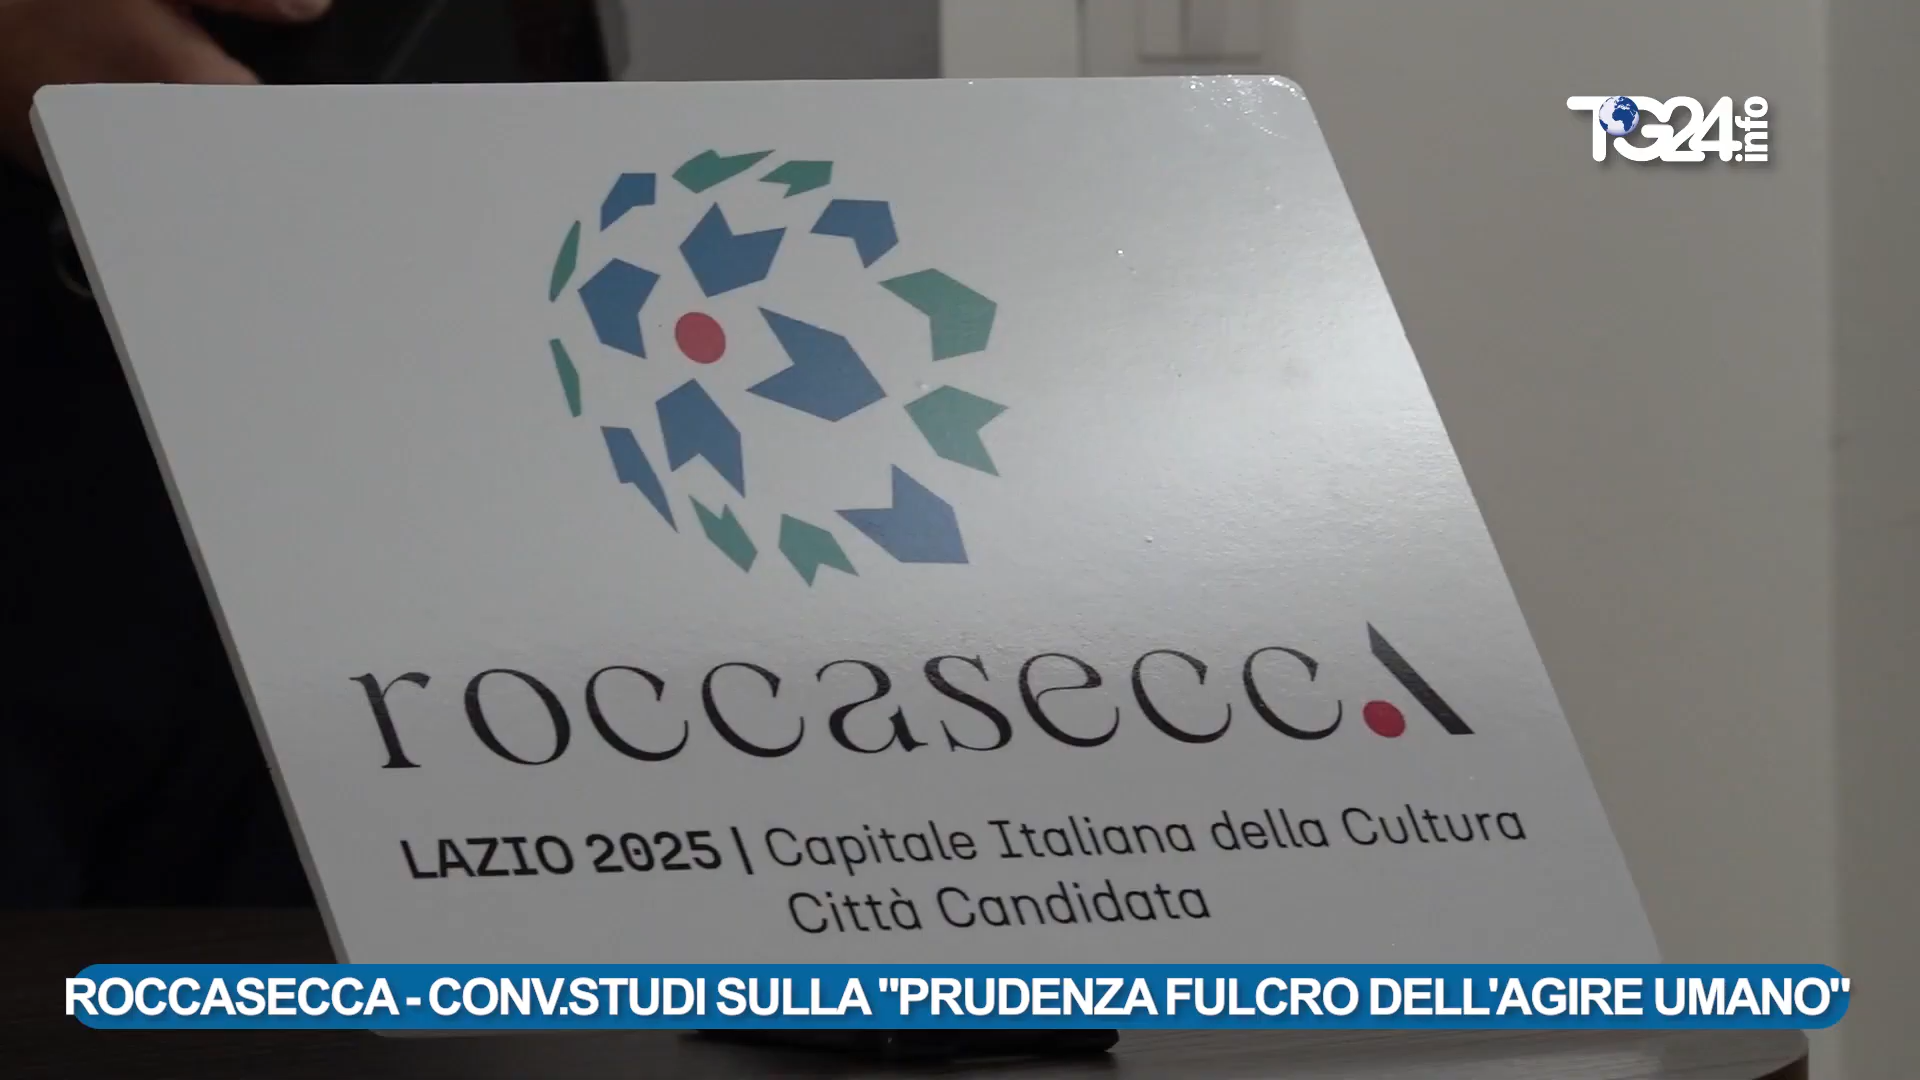 TG24.info
roccasecca
LAZIO 2025 | Capitale Italiana della Cultura
Città Candidata
ROCCASECCA - CONV.STUDI SULLA "PRUDENZA FULCRO DELL'AGIRE UMANO"